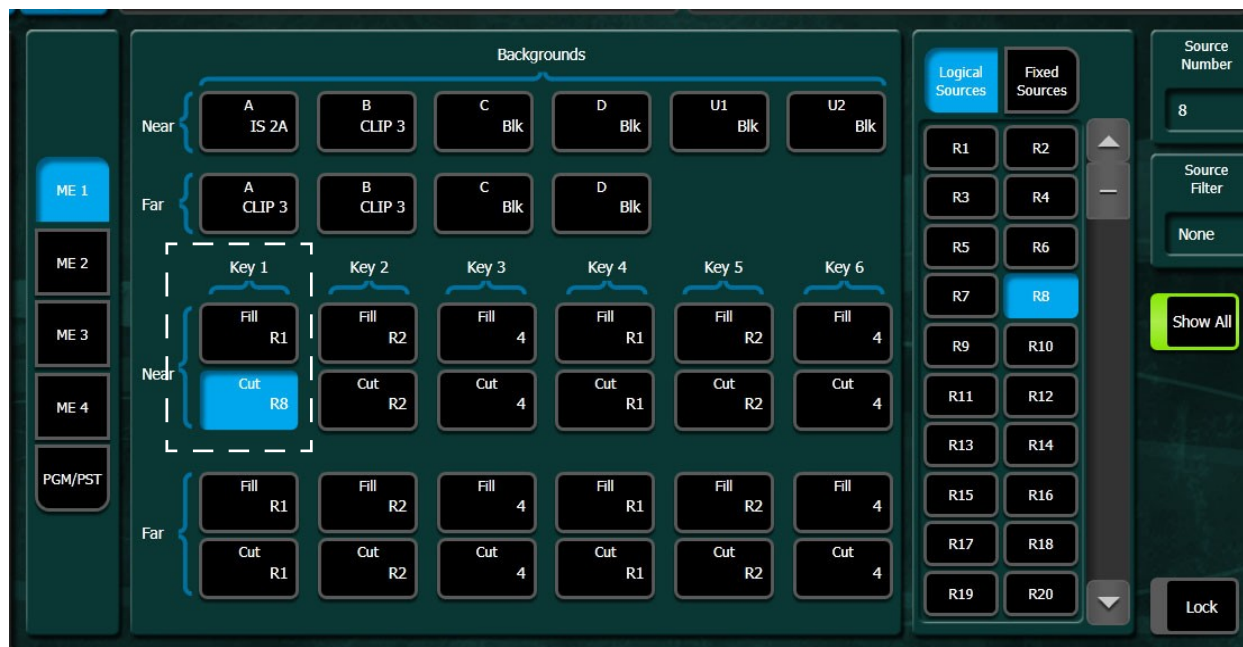 ME 1
ME 2
ME 3
ME 4
PGM/PST
Backgrounds
Near
A
IS 2A
B
CLIP 3
C
Blk
D
Blk
U1
Blk
U2
Blk
Far
A
CLIP 3
B
CLIP 3
C
Blk
D
Blk
Key 1
Key 2
Key 3
Key 4
Key 5
Key 6
Near
Fill
R1
Fill
R2
Fill
4
Fill
R1
Fill
R2
Fill
4
Cut
R8
Cut
R2
Cut
4
Cut
R1
Cut
R2
Cut
4
Far
Fill
R1
Fill
R2
Fill
4
Fill
R1
Fill
R2
Fill
4
Cut
R1
Cut
R2
Cut
4
Cut
R1
Cut
R2
Cut
4
Logical
Sources
Fixed
Sources
R1 R2
R3 R4
R5 R6
R7 R8
R9 R10
R11 R12
R13 R14
R15 R16
R17 R18
R19 R20
Source
Number
8
Source
Filter
None
Show All
Lock